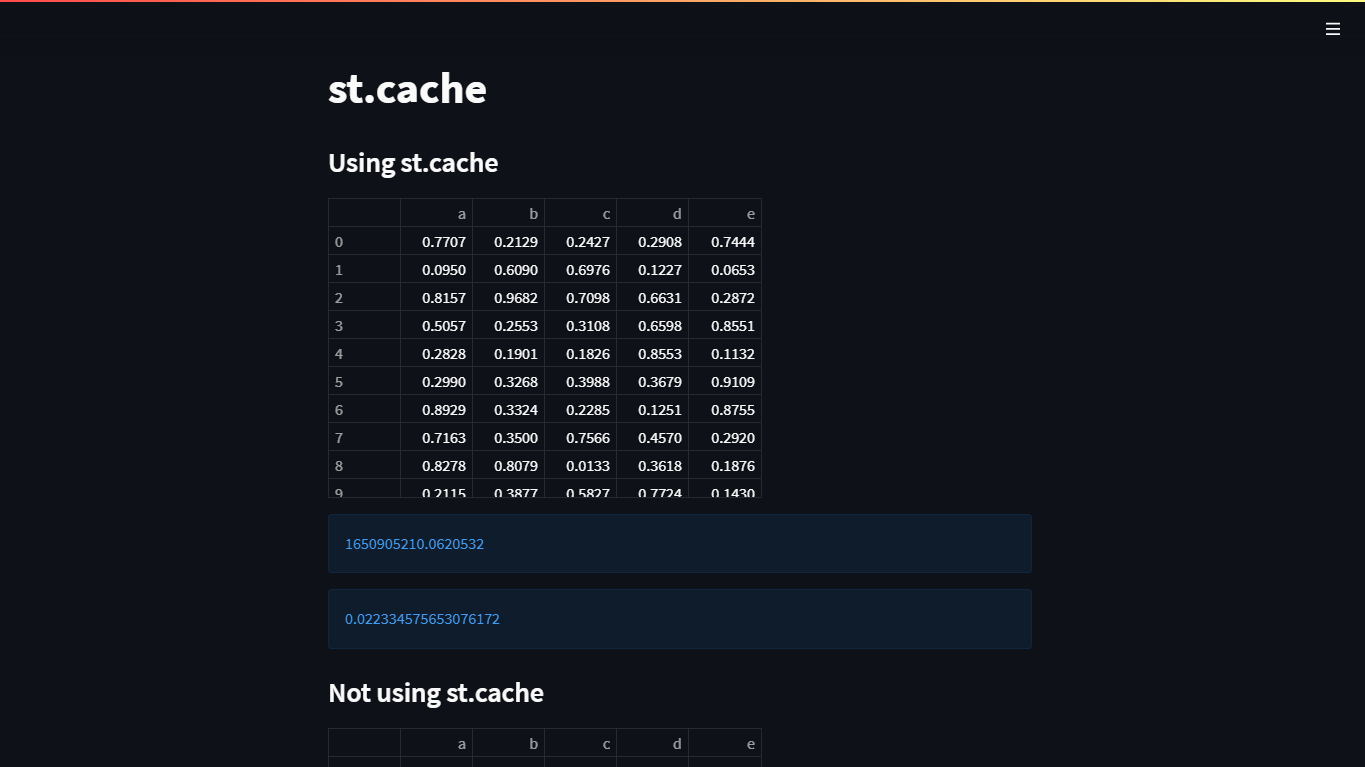 st.cache
Using st.cache
a b c d e
0 0.7707 0.2129 0.2427 0.2908 0.7444
1 0.0950 0.6090 0.6976 0.1227 0.0653
2 0.8157 0.9682 0.7098 0.6631 0.2872
3 0.5057 0.2553 0.3108 0.6598 0.8551
4 0.2828 0.1901 0.1826 0.8553 0.1132
5 0.2990 0.3268 0.3988 0.3679 0.9109
6 0.8929 0.3324 0.2285 0.1251 0.8755
7 0.7163 0.3500 0.7566 0.4570 0.2920
8 0.8278 0.8079 0.0133 0.3618 0.1876
9 0.2115 0.3877 0.5827 0.7724 0.1430
1650905210.0620532
0.022334575653076172
Not using st.cache
a b c d e